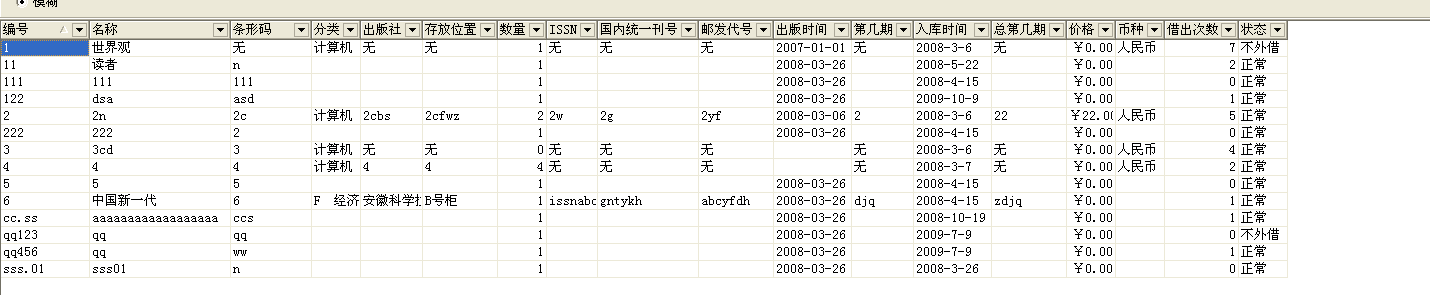 模糊
编号 名称 条形码 分类 出版社 存放位置 数量 ISSN 国内统一刊号 邮发代号 出版时间 第几期 入库时间 总第几期 价格 币种 借出次数 状态
1 世界观 无 计算机 无 无 1 无 无 无 2007-01-01 无 2008-3-6 无 ￥0.00 人民币 7 不外借
11 读者 n 1 2008-03-26 2008-5-22 ￥0.00 2 正常
111 111 111 1 2008-03-26 2008-4-15 ￥0.00 0 正常
122 dsa asd 1 2008-03-26 2009-10-9 ￥0.00 1 正常
2 2n 2c 计算机 2cbs 2cfwz 2 2w 2g 2yf 2008-03-06 2 2008-3-6 22 ￥22.00 人民币 5 正常
222 222 2 1 2008-03-26 2008-4-15 ￥0.00 0 正常
3 3cd 3 计算机 无 无 0 无 无 无 无 2008-3-6 无 ￥0.00 人民币 4 正常
4 4 4 计算机 4 4 4 无 无 无 无 2008-3-7 无 ￥0.00 人民币 2 正常
5 5 5 1 2008-03-26 2008-4-15 ￥0.00 0 正常
6 中国新一代 6 F 经济 安徽科学 B号柜 1 issnabc gntykh abcyfdh 2008-03-26 djq 2008-4-15 zdjq ￥0.00 1 正常
cc.ss aaaaaaaaaaaaaaaaaa ccs 1 2008-03-26 2008-10-19 ￥0.00 0 正常
qq123 qq qq 1 2008-03-26 2009-7-9 ￥0.00 0 不外借
qq456 qq ww 1 2008-03-26 2009-7-9 ￥0.00 1 正常
sss.01 sss01 n 1 2008-03-26 2008-3-26 ￥0.00 0 正常